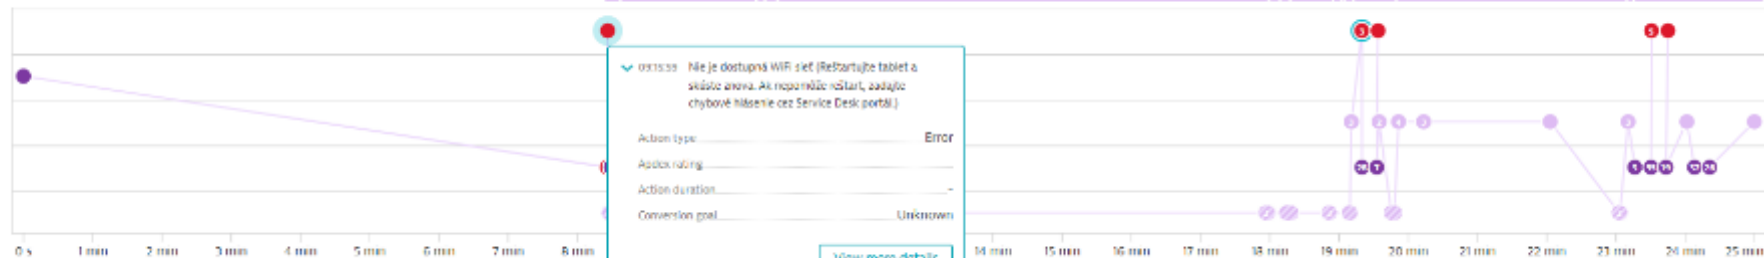 3
5
09:15:59 Nie je dostupná WiFi sieť (Reštartujte tablet a
skúste znova. Ak nepomôže reštart, zadajte
chybové hlásenie cez Service Desk portál.)
Action type Error
Apdex rating
Action duration -
Conversion goal Unknown
View more details
0 s 1 min 2 min 3 min 4 min 5 min 6 min 7 min 8 min 14 min 15 min 16 min 17 min 18 min 19 min 20 min 21 min 22 min 23 min 24 min 25 min